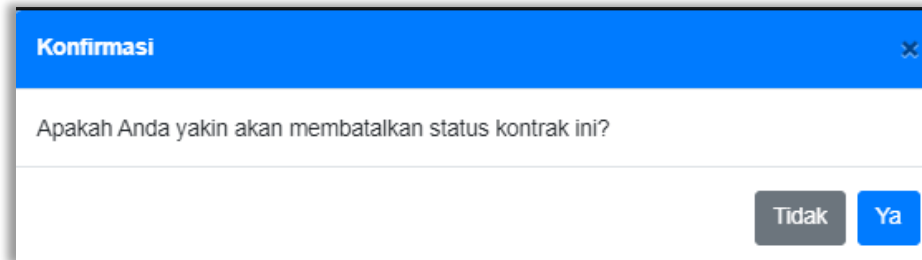 Konfirmasi ×
Apakah Anda yakin akan membatalkan status kontrak ini?
Tidak Ya